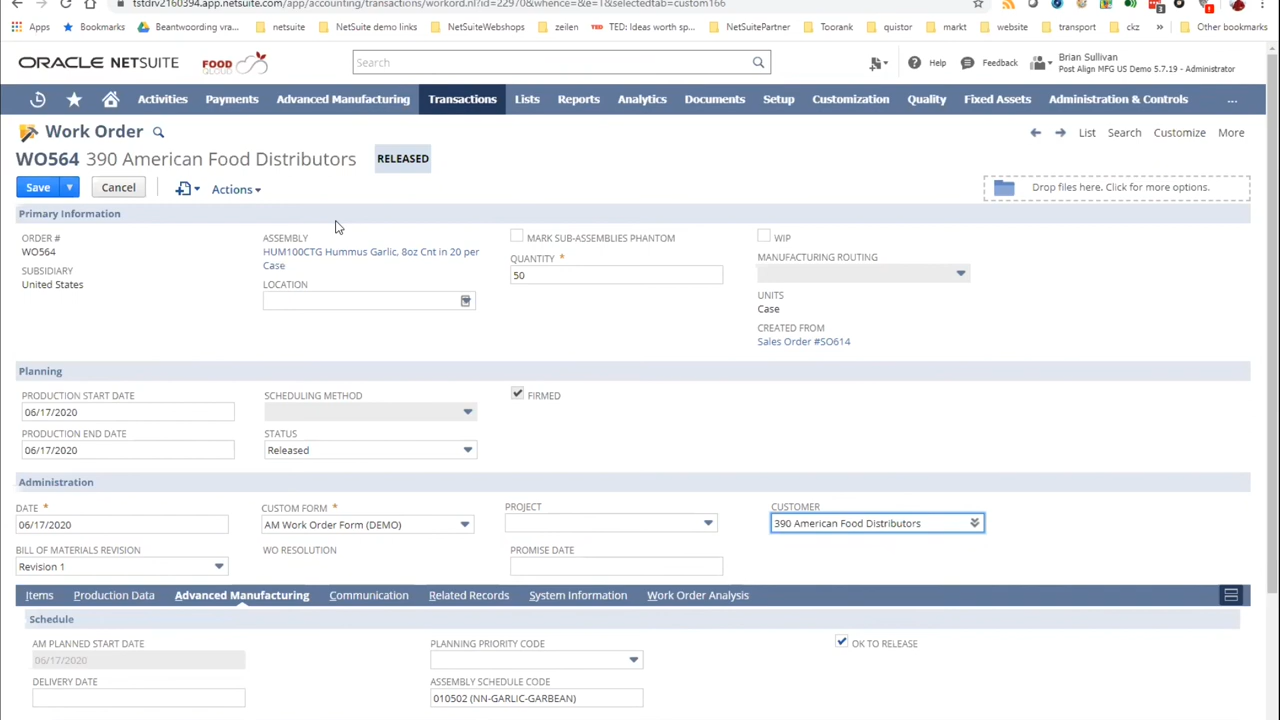 tstdrv2160394.app.netsuite.com/app/accounting/transactions/workord.nl?id=22970&whence=&e=1&selectedtab=custom166
Apps Bookmarks Beantwoording vra... netsuite NetSuite demo links NetSuiteWebshops zeilen TED: Ideas worth sp... NetSuitePartner Toorank quistor markt website transport ckz » Other bookmarks
ORACLE NETSUITE FOOD QLOUD Search Help Feedback Brian Sullivan
Post Align MFG US Demo 5.7.19 - Administrator
Activities Payments Advanced Manufacturing Transactions Lists Reports Analytics Documents Setup Customization Quality Fixed Assets Administration & Controls ...
Work Order List Search Customize More
WO564 390 American Food Distributors RELEASED
Save Cancel Actions Drop files here. Click for more options.
Primary Information
ORDER # ASSEMBLY MARK SUB-ASSEMBLIES PHANTOM WIP
WO564 HUM100CTG Hummus Garlic, 8oz Cnt in 20 per
Case
QUANTITY * MANUFACTURING ROUTING
SUBSIDIARY 50
United States LOCATION UNITS
Case
CREATED FROM
Sales Order #SO614
Planning
PRODUCTION START DATE SCHEDULING METHOD FIRMED
06/17/2020
PRODUCTION END DATE STATUS
06/17/2020 Released
Administration
DATE * CUSTOM FORM * PROJECT CUSTOMER
06/17/2020 AM Work Order Form (DEMO) 390 American Food Distributors
BILL OF MATERIALS REVISION WO RESOLUTION PROMISE DATE
Revision 1
Items Production Data Advanced Manufacturing Communication Related Records System Information Work Order Analysis
Schedule
AM PLANNED START DATE PLANNING PRIORITY CODE OK TO RELEASE
06/17/2020
DELIVERY DATE ASSEMBLY SCHEDULE CODE
010502 (NN-GARLIC-GARBEAN)